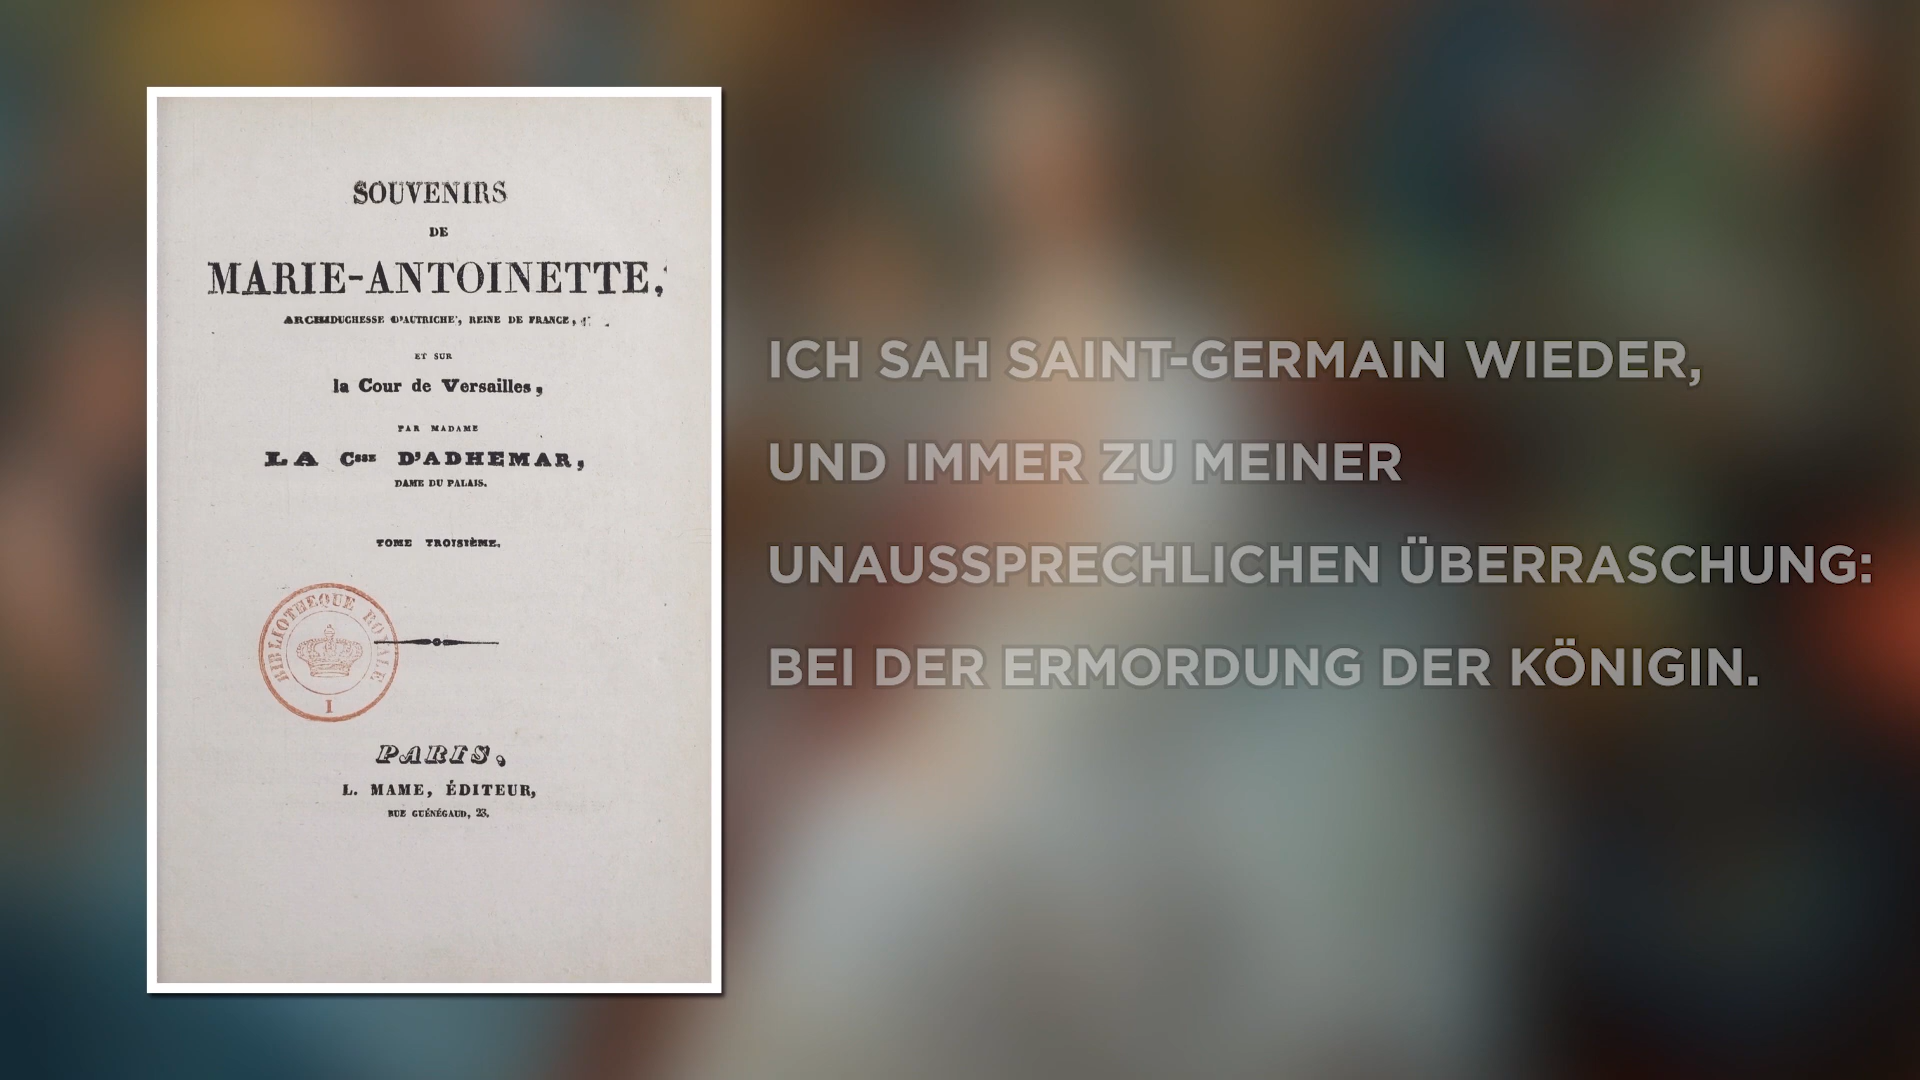 SOUVENIRS
DE
MARIE-ANTOINETTE,
ARCHIDUCHESSE D'AUTRICHE, REINE DE FRANCE,
ET SUR
la Cour de Versailles,
PAR MADAME
LA Csse D'ADHEMAR,
DAME DU PALAIS.
TOME TROISIÈME.
BIBLIOTHEQUE ROYALE
I
PARIS,
L. MAME, ÉDITEUR,
RUE GUÉNÉGAUD, 23.
ICH SAH SAINT-GERMAIN WIEDER,
UND IMMER ZU MEINER
UNAUSSPRECHLICHEN ÜBERRASCHUNG:
BEI DER ERMORDUNG DER KÖNIGIN.